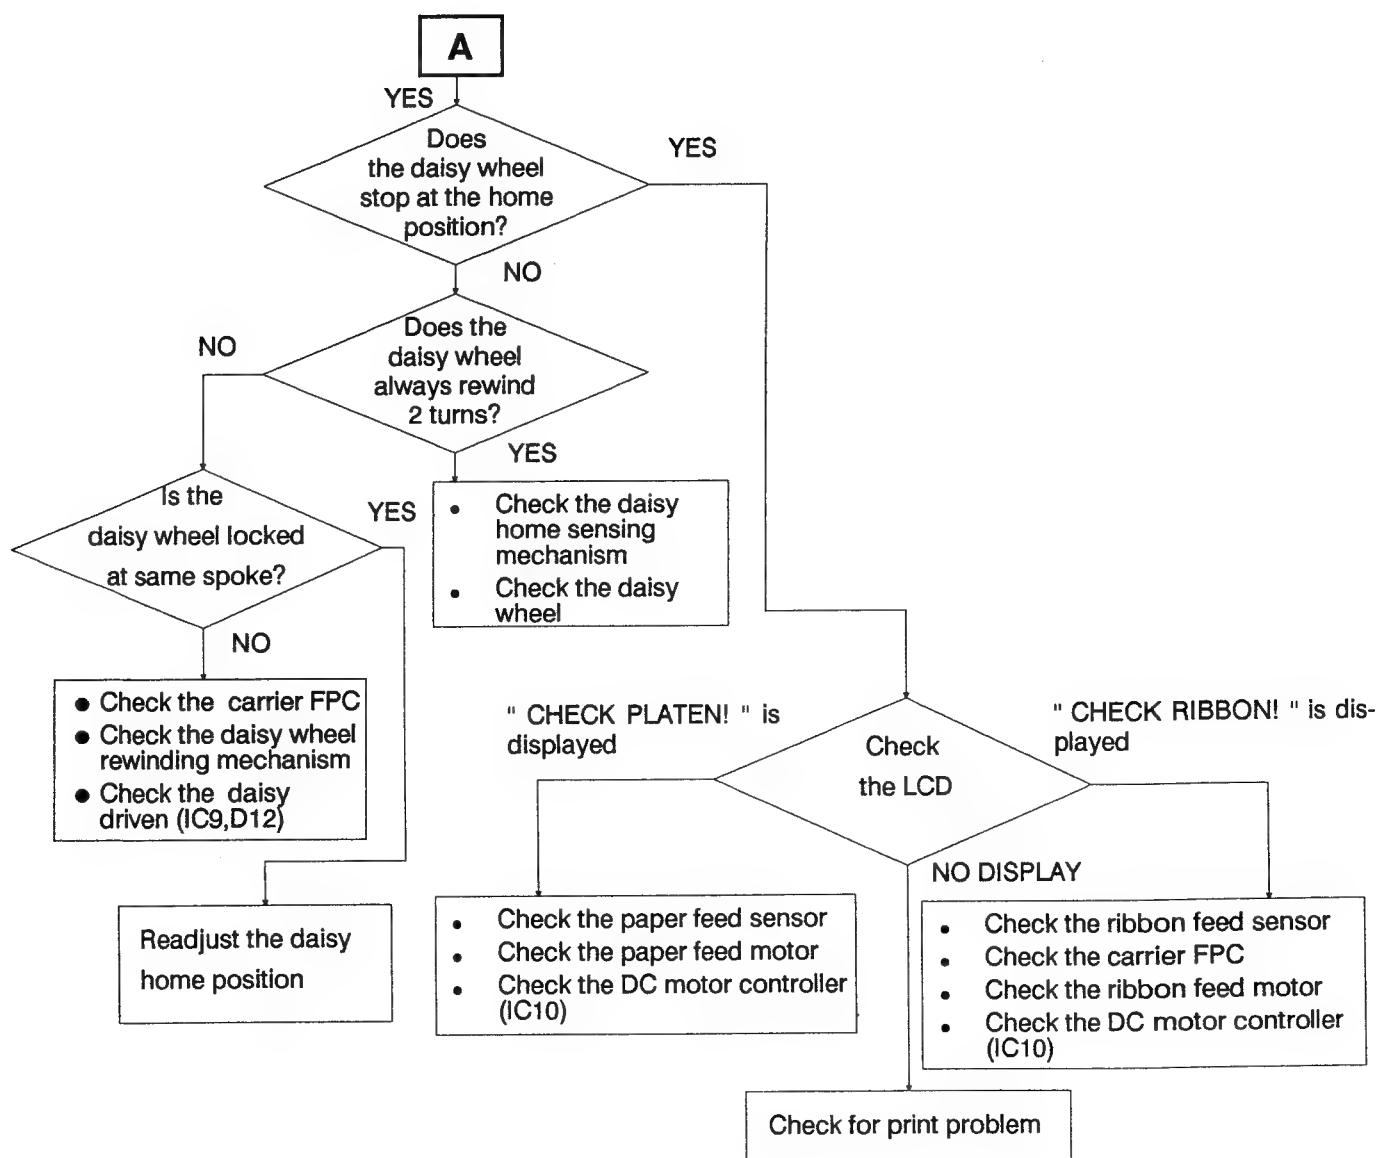 A
YES
Does
the daisy wheel
stop at the home
position?
YES
NO
Does the
daisy wheel
always rewind
2 turns?
NO
YES
Is the
daisy wheel locked
at same spoke?
YES
NO
• Check the daisy
home sensing
mechanism
• Check the daisy
wheel
● Check the carrier FPC
● Check the daisy wheel
rewinding mechanism
● Check the daisy
driven (IC9,D12)
Readjust the daisy
home position
" CHECK PLATEN! " is
displayed
Check
the LCD
" CHECK RIBBON! " is dis-
played
NO DISPLAY
• Check the paper feed sensor
• Check the paper feed motor
• Check the DC motor controller
(IC10)
• Check the ribbon feed sensor
• Check the carrier FPC
• Check the ribbon feed motor
• Check the DC motor controller
(IC10)
Check for print problem